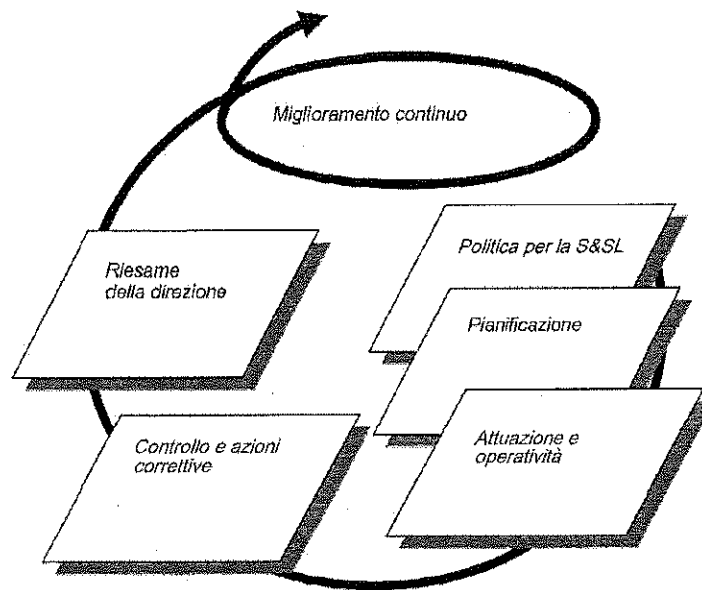 Miglioramento continuo
Politica per la S&SL
Pianificazione
Attuazione e
operatività
Controllo e azioni
correttive
Riesame
della direzione